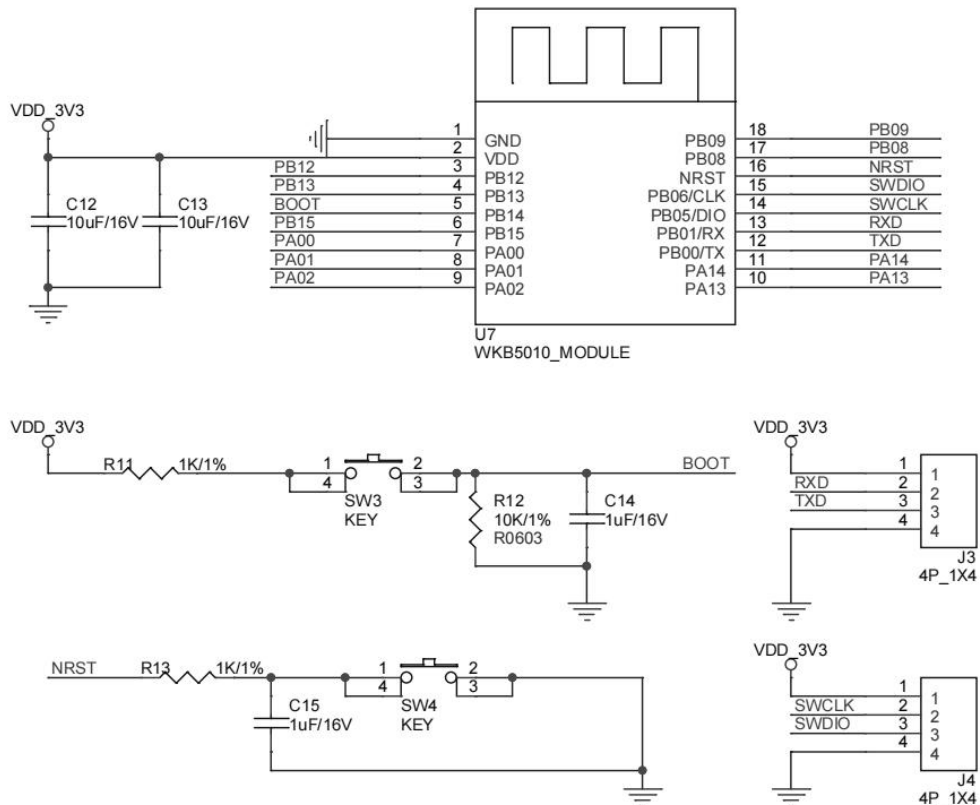 VDD_3V3
C12
10uF/16V
C13
10uF/16V
PB12
PB13
BOOT
PB15
PA00
PA01
PA02
1
2
3
4
5
6
7
8
9
GND
VDD
PB12
PB13
PB14
PB15
PA00
PA01
PA02
PB09
PB08
NRST
PB06/CLK
PB05/DIO
PB01/RX
PB00/TX
PA14
PA13
18
17
16
15
14
13
12
11
10
PB09
PB08
NRST
SWDIO
SWCLK
RXD
TXD
PA14
PA13
U7
WKB5010_MODULE
VDD_3V3
R11 1K/1%
1 2
4 3
SW3
KEY
R12
10K/1%
R0603
C14
1uF/16V
BOOT
VDD_3V3
RXD
TXD
1
2
3
4
1
2
3
4
J3
4P_1X4
NRST
R13 1K/1%
C15
1uF/16V
1 2
4 3
SW4
KEY
VDD_3V3
SWCLK
SWDIO
1
2
3
4
1
2
3
4
J4
4P_1X4